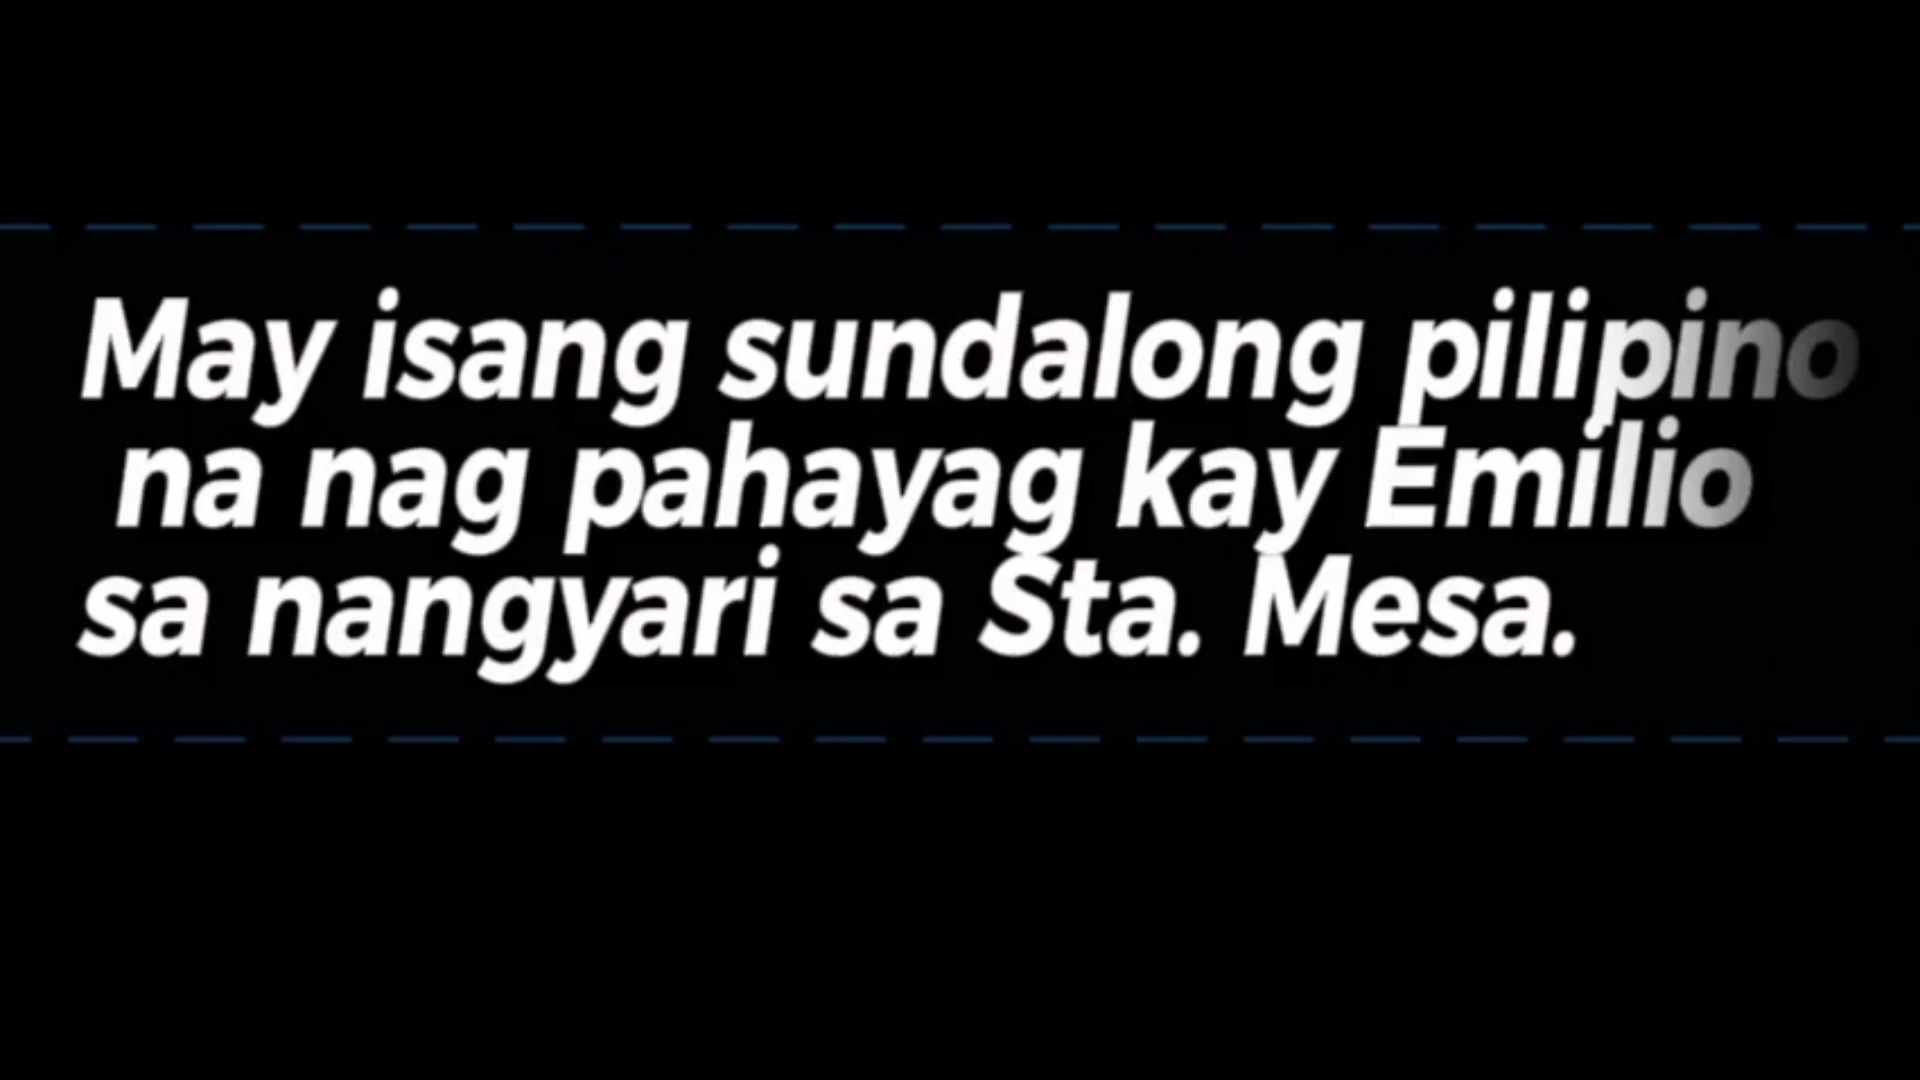 May isang sundalong pilipino
na nag pahayag kay Emilio
sa nangyari sa Sta. Mesa.